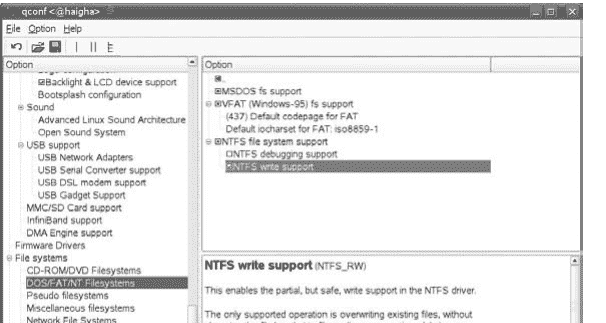 qconf <@haigha>
File Option Help
Option
Backlight & LCD device support
Bootsplash configuration
Sound
Advanced Linux Sound Architecture
Open Sound System
USB support
USB Network Adapters
USB Serial Converter support
USB DSL modem support
USB Gadget Support
MMC/SD Card support
InfiniBand support
DMA Engine support
Firmware Drivers
File systems
CD-ROM/DVD Filesystems
DOS/FAT/NT Filesystems
Pseudo filesystems
Miscellaneous filesystems
Network File Systems
Option
..
MSDOS fs support
VFAT (Windows-95) fs support
(437) Default codepage for FAT
Default iocharset for FAT: iso8859-1
NTFS file system support
NTFS debugging support
NTFS write support
NTFS write support (NTFS_RW)
This enables the partial, but safe, write support in the NTFS driver.
The only supported operation is overwriting existing files, without